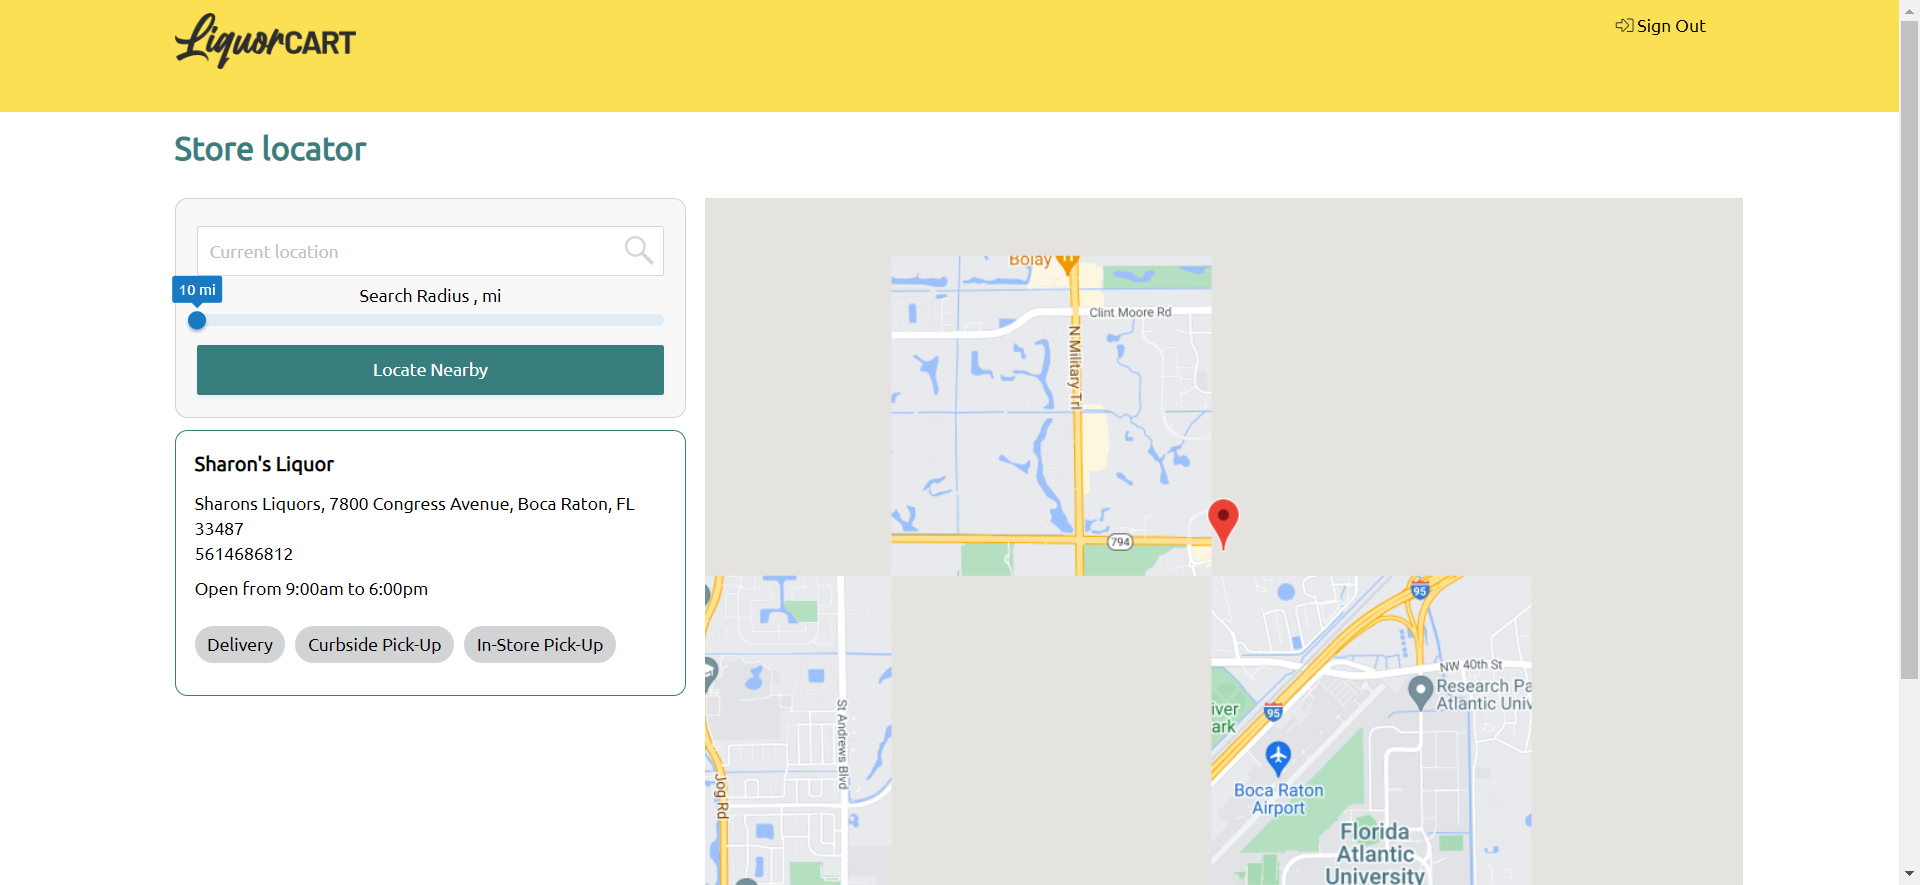 LiquorCART
Sign Out
Store locator
Current location
10 mi
Search Radius , mi
Locate Nearby
Sharon's Liquor
Sharons Liquors, 7800 Congress Avenue, Boca Raton, FL
33487
5614686812
Open from 9:00am to 6:00pm
Delivery
Curbside Pick-Up
In-Store Pick-Up
Bolay
Clint Moore Rd
N Military Trl
794
95
NW 40th St
Research Pa
Atlantic Univ
St Andrews Blvd
iver
ark
95
Jog Rd
Boca Raton
Airport
Florida
Atlantic
University